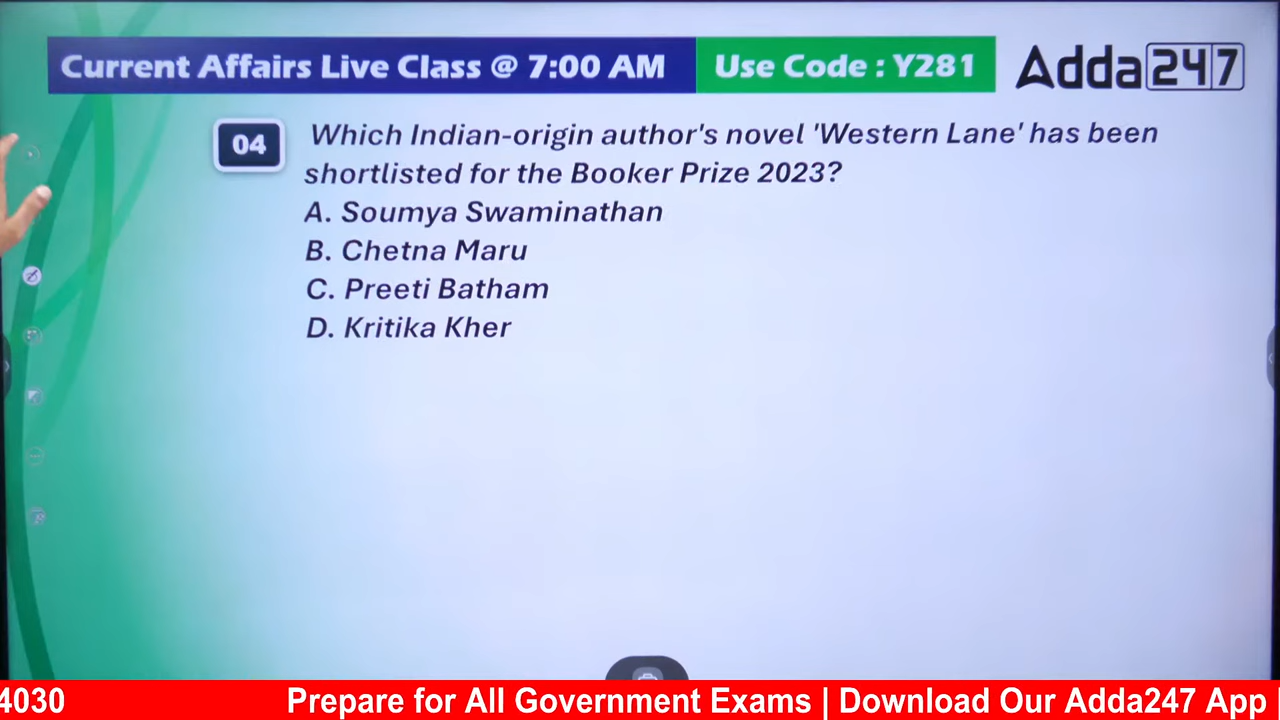 Current Affairs Live Class @ 7:00 AM
Use Code : Y281
Adda247
04
Which Indian-origin author's novel 'Western Lane' has been
shortlisted for the Booker Prize 2023?
A. Soumya Swaminathan
B. Chetna Maru
C. Preeti Batham
D. Kritika Kher
4030 Prepare for All Government Exams | Download Our Adda247 App